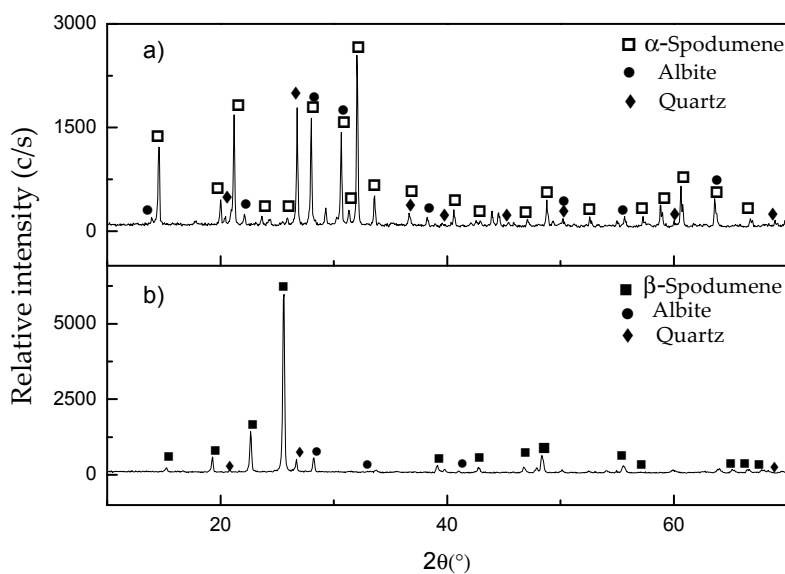 Relative intensity (c/s)
3000
1500
0
a)
α-Spodumene
Albite
Quartz
5000
2500
0
b)
β-Spodumene
Albite
Quartz
20
40
60
2θ(°)